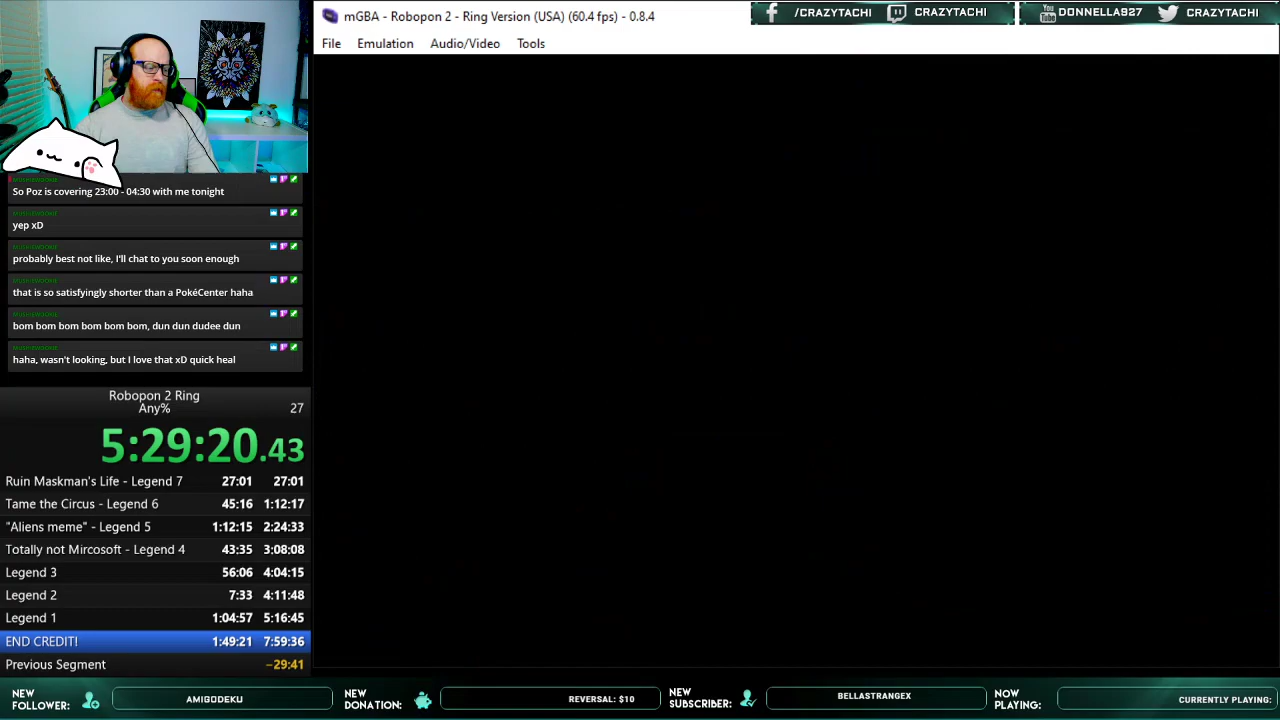 mGBA - Robopon 2 - Ring Version (USA) (60.4 fps) - 0.8.4
/CRAZYTACHI
CRAZYTACHI
You Tube DONNELLA827
CRAZYTACHI
File Emulation Audio/Video Tools
So Poz is covering 23:00 - 04:30 with me tonight
yep xD
probably best not like, I'll chat to you soon enough
that is so satisfyingly shorter than a PokéCenter haha
bom bom bom bom bom bom, dun dun dudee dun
haha, wasn't looking, but I love that xD quick heal
Robopon 2 Ring
Any% 27
5:29:20.43
Ruin Maskman's Life - Legend 7 27:01 27:01
Tame the Circus - Legend 6 45:16 1:12:17
"Aliens meme" - Legend 5 1:12:15 2:24:33
Totally not Mircosoft - Legend 4 43:35 3:08:08
Legend 3 56:06 4:04:15
Legend 2 7:33 4:11:48
Legend 1 1:04:57 5:16:45
END CREDIT! 1:49:21 7:59:36
Previous Segment −29:41
NEW FOLLOWER: AMIGODEKU
NEW DONATION: REVERSAL: $10
NEW SUBSCRIBER: BELLASTRANGEX
NOW PLAYING: CURRENTLY PLAYING: